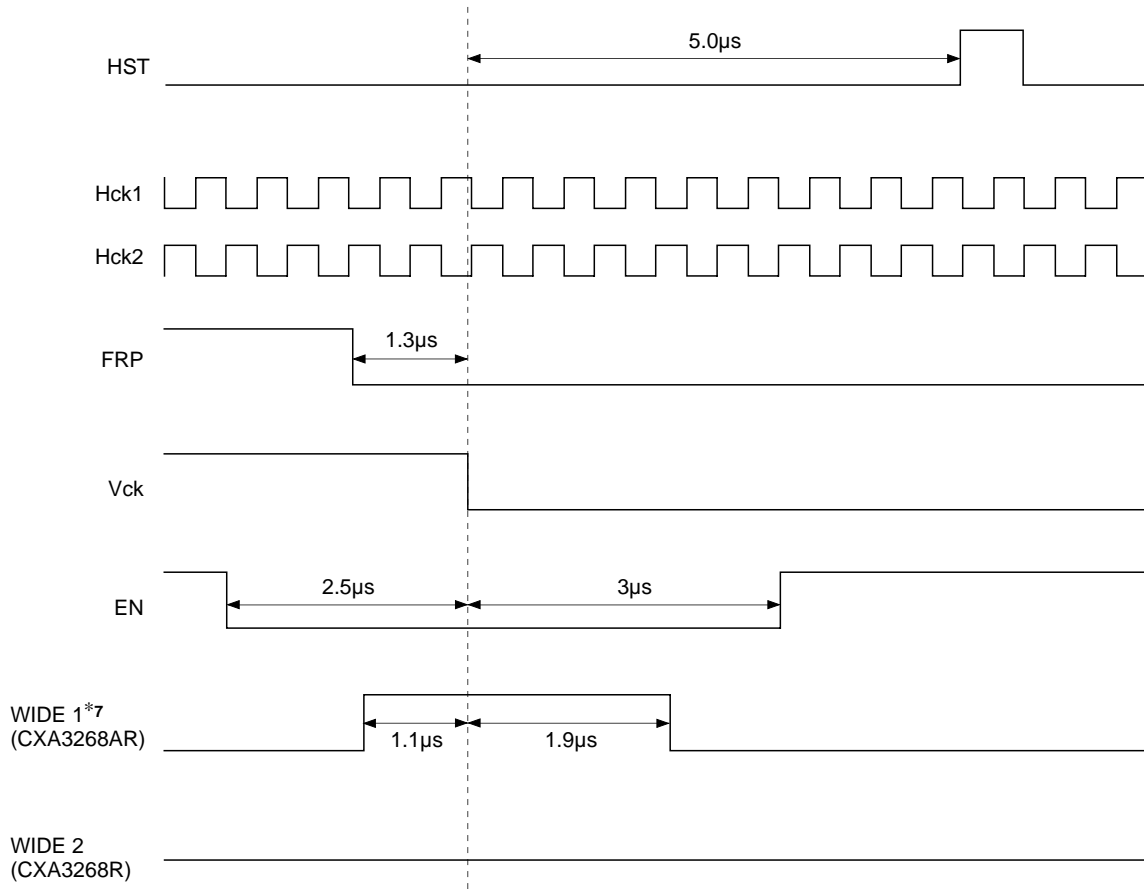 5.0µs
HST
Hck1
Hck2
1.3µs
FRP
Vck
2.5µs
3µs
EN
WIDE 1*7
(CXA3268AR)
1.1µs
1.9µs
WIDE 2
(CXA3268R)